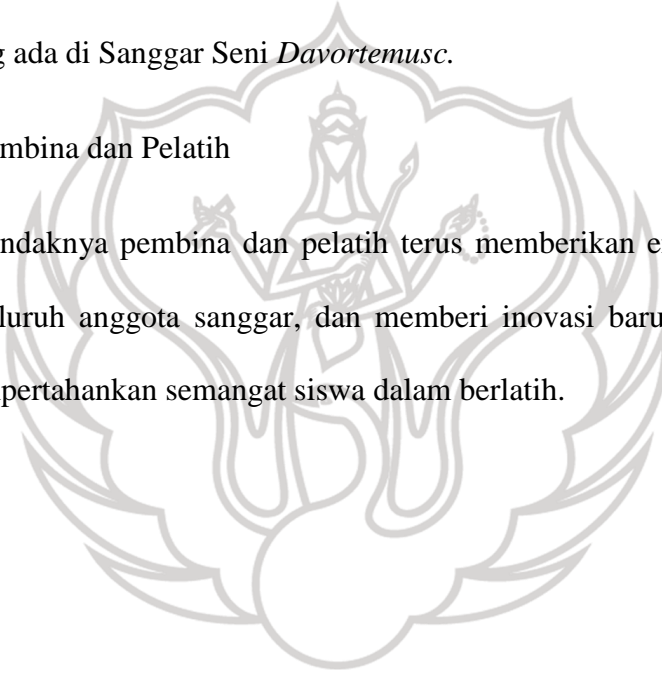 g ada di Sanggar Seni Davortemusc.
mbina dan Pelatih
ndaknya pembina dan pelatih terus memberikan e
luruh anggota sanggar, dan memberi inovasi baru
pertahankan semangat siswa dalam berlatih.